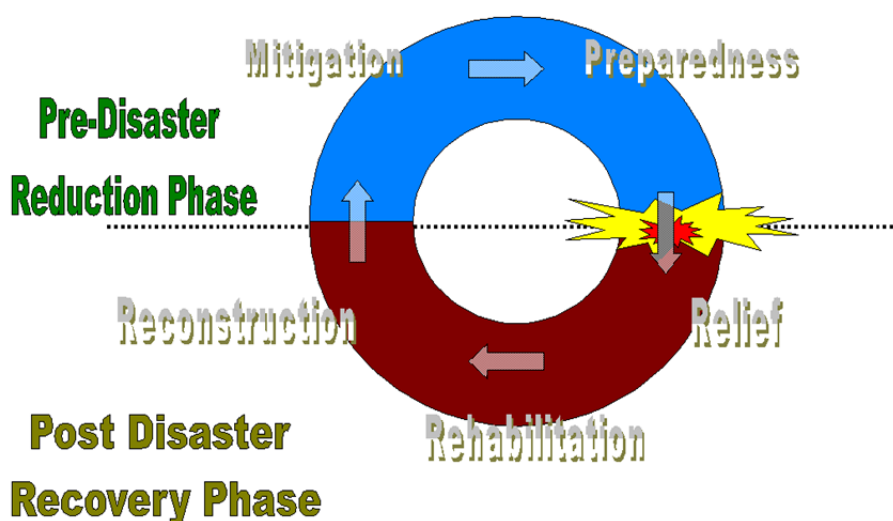 Mitigation
Preparedness
Pre-Disaster
Reduction Phase
Reconstruction
Relief
Rehabilitation
Post Disaster
Recovery Phase